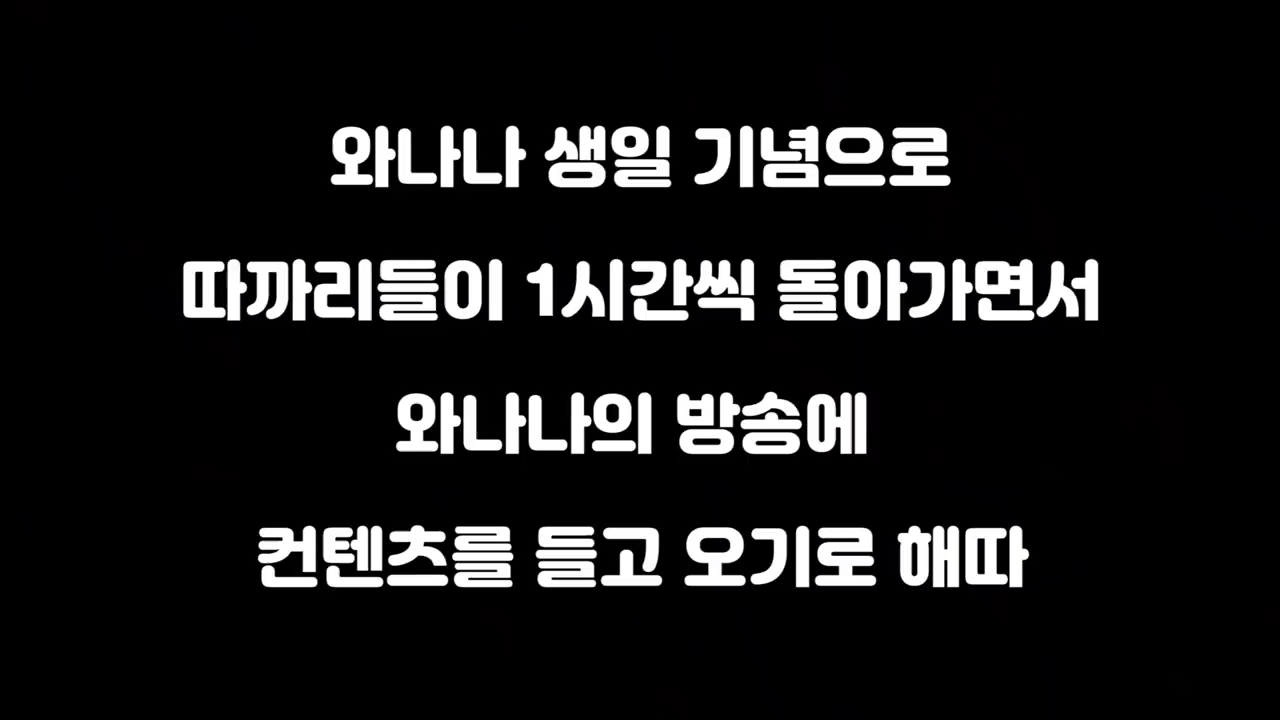 와나나 생일 기념으로
따까리들이 1시간씩 돌아가면서
와나나의 방송에
컨텐츠를 들고 오기로 해따